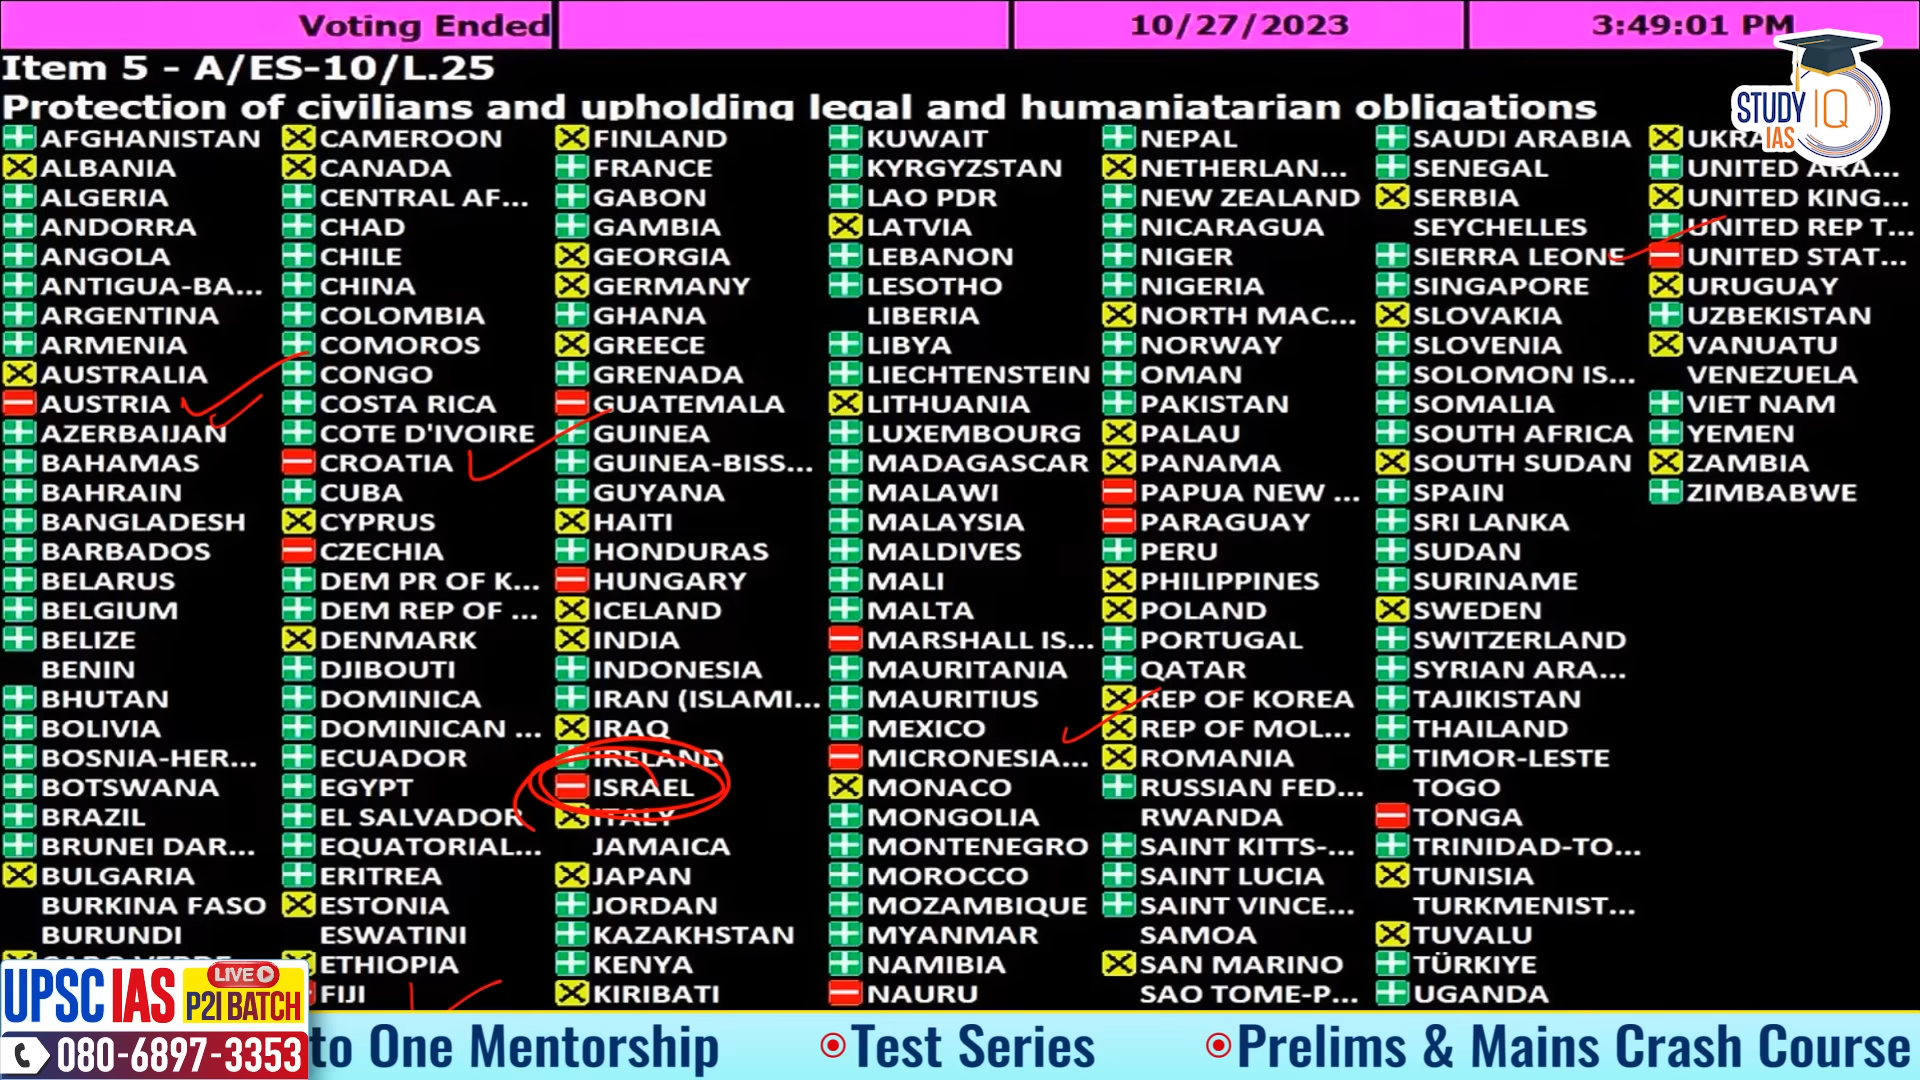 Voting Ended
10/27/2023
3:49:01 PM
Item 5 - A/ES-10/L.25
Protection of civilians and upholding legal and humaniatarian obligations
STUDY IQ
IAS
AFGHANISTAN
ALBANIA
ALGERIA
ANDORRA
ANGOLA
ANTIGUA-BA...
ARGENTINA
ARMENIA
AUSTRALIA
AUSTRIA
AZERBAIJAN
BAHAMAS
BAHRAIN
BANGLADESH
BARBADOS
BELARUS
BELGIUM
BELIZE
BENIN
BHUTAN
BOLIVIA
BOSNIA-HER...
BOTSWANA
BRAZIL
BRUNEI DAR...
BULGARIA
BURKINA FASO
BURUNDI
CAMEROON
CANADA
CENTRAL AF...
CHAD
CHILE
CHINA
COLOMBIA
COMOROS
CONGO
COSTA RICA
COTE D'IVOIRE
CROATIA
CUBA
CYPRUS
CZECHIA
DEM PR OF K...
DEM REP OF ...
DENMARK
DJIBOUTI
DOMINICA
DOMINICAN ...
ECUADOR
EGYPT
EL SALVADOR
EQUATORIAL...
ERITREA
ESTONIA
ESWATINI
ETHIOPIA
FIJI
FINLAND
FRANCE
GABON
GAMBIA
GEORGIA
GERMANY
GHANA
GREECE
GRENADA
GUATEMALA
GUINEA
GUINEA-BISS...
GUYANA
HAITI
HONDURAS
HUNGARY
ICELAND
INDIA
INDONESIA
IRAN (ISLAMI...
IRAQ
IRELAND
ISRAEL
ITALY
JAMAICA
JAPAN
JORDAN
KAZAKHSTAN
KENYA
KIRIBATI
KUWAIT
KYRGYZSTAN
LAO PDR
LATVIA
LEBANON
LESOTHO
LIBERIA
LIBYA
LIECHTENSTEIN
LITHUANIA
LUXEMBOURG
MADAGASCAR
MALAWI
MALAYSIA
MALDIVES
MALI
MALTA
MARSHALL IS...
MAURITANIA
MAURITIUS
MEXICO
MICRONESIA...
MONACO
MONGOLIA
MONTENEGRO
MOROCCO
MOZAMBIQUE
MYANMAR
NAMIBIA
NAURU
NEPAL
NETHERLAN...
NEW ZEALAND
NICARAGUA
NIGER
NIGERIA
NORTH MAC...
NORWAY
OMAN
PAKISTAN
PALAU
PANAMA
PAPUA NEW ...
PARAGUAY
PERU
PHILIPPINES
POLAND
PORTUGAL
QATAR
REP OF KOREA
REP OF MOL...
ROMANIA
RUSSIAN FED...
RWANDA
SAINT KITTS-...
SAINT LUCIA
SAINT VINCE...
SAMOA
SAN MARINO
SAO TOME-P...
SAUDI ARABIA
SENEGAL
SERBIA
SEYCHELLES
SIERRA LEONE
SINGAPORE
SLOVAKIA
SLOVENIA
SOLOMON IS...
SOMALIA
SOUTH AFRICA
SOUTH SUDAN
SPAIN
SRI LANKA
SUDAN
SURINAME
SWEDEN
SWITZERLAND
SYRIAN ARA...
TAJIKISTAN
THAILAND
TIMOR-LESTE
TOGO
TONGA
TRINIDAD-TO...
TUNISIA
TURKMENIST...
TUVALU
TÜRKIYE
UGANDA
UNITED ARA...
UNITED KING...
UNITED REP T...
UNITED STAT...
URUGUAY
UZBEKISTAN
VANUATU
VENEZUELA
VIET NAM
YEMEN
ZAMBIA
ZIMBABWE
UPSC IAS LIVE
P2I BATCH
080-6897-3353
to One Mentorship
Test Series
Prelims & Mains Crash Course